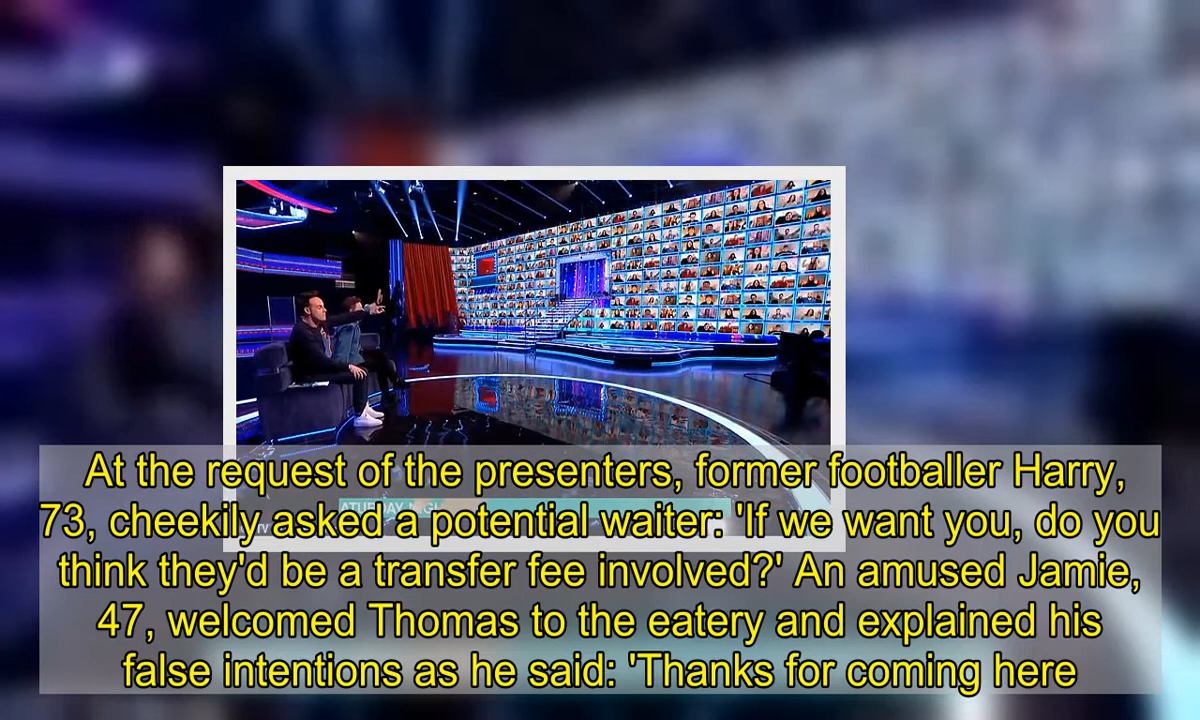 At the request of the presenters, former footballer Harry,
73, cheekily asked a potential waiter: 'If we want you, do you
think they'd be a transfer fee involved?' An amused Jamie,
47, welcomed Thomas to the eatery and explained his
false intentions as he said: 'Thanks for coming here